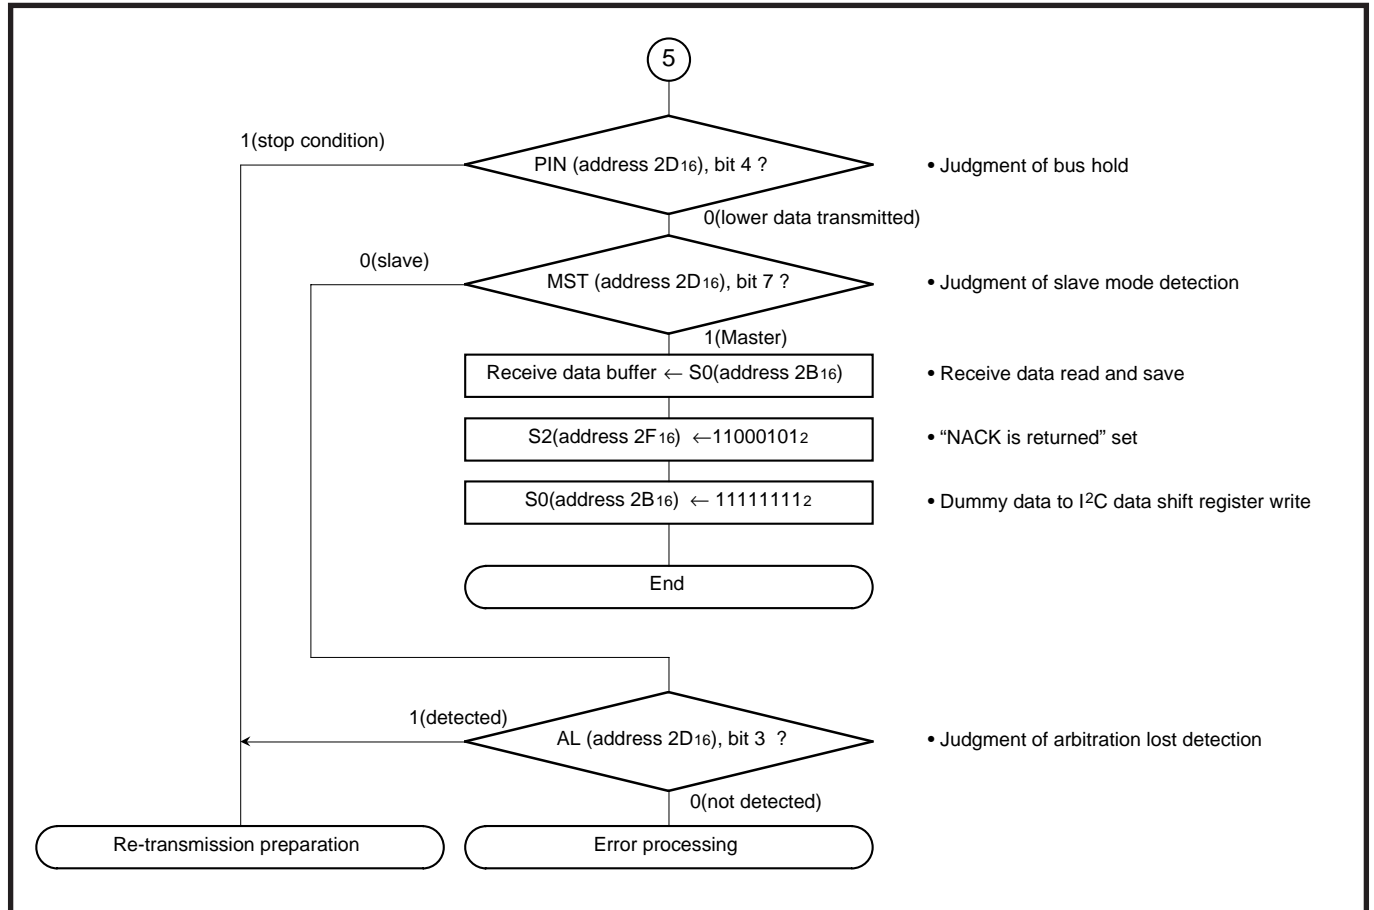 5
1(stop condition)
PIN (address 2D16), bit 4 ?
• Judgment of bus hold
0(lower data transmitted)
0(slave)
MST (address 2D16), bit 7 ?
• Judgment of slave mode detection
1(Master)
Receive data buffer ← S0(address 2B16)
• Receive data read and save
S2(address 2F16) ←110001012
• “NACK is returned” set
S0(address 2B16) ← 111111112
• Dummy data to I2C data shift register write
End
1(detected)
AL (address 2D16), bit 3 ?
• Judgment of arbitration lost detection
0(not detected)
Re-transmission preparation
Error processing